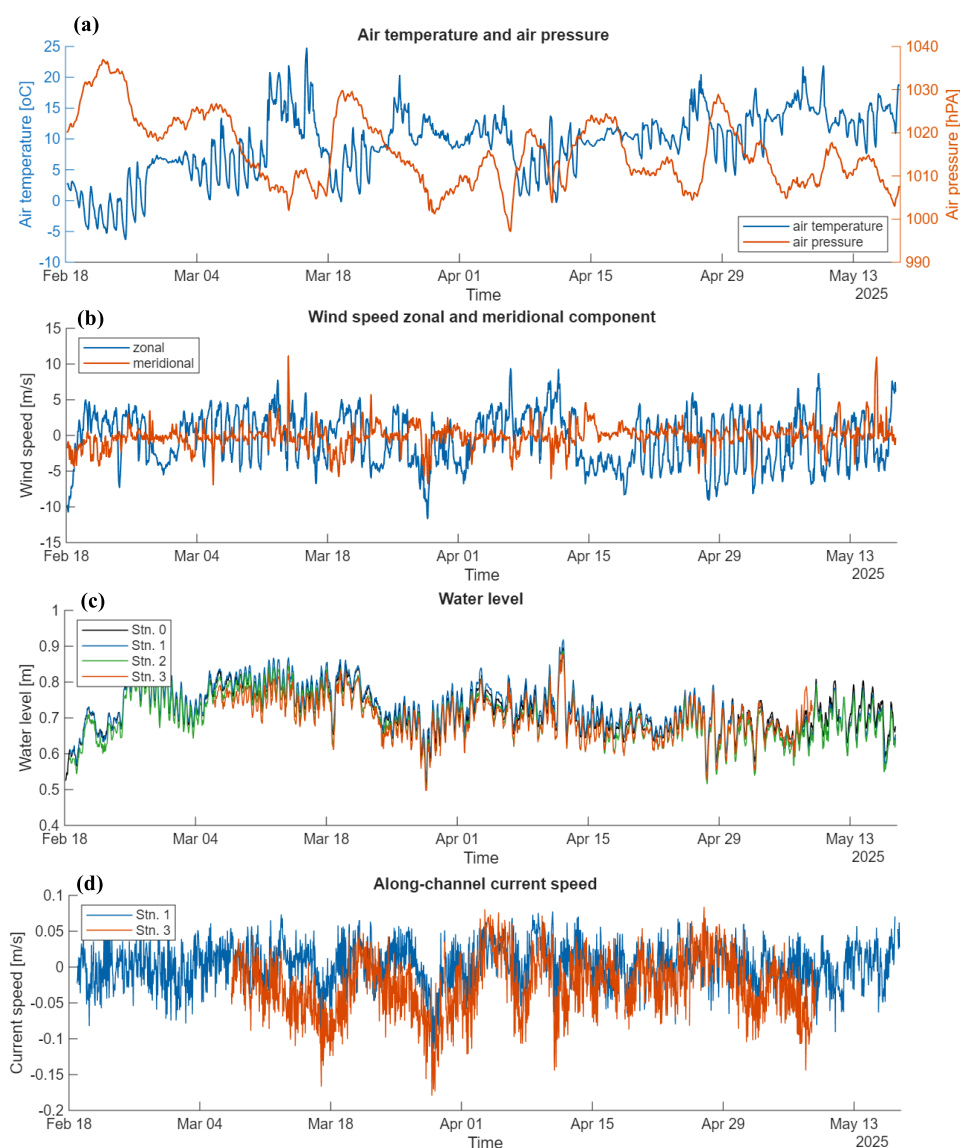 (a)
Air temperature and air pressure
25
20
15
10
5
0
-5
-10
Air temperature [oC]
1040
1030
1020
1010
1000
990
Air pressure [hPA]
air temperature
air pressure
Feb 18 Mar 04 Mar 18 Apr 01 Apr 15 Apr 29 May 13
Time
2025
(b)
Wind speed zonal and meridional component
15
10
5
0
-5
-10
-15
Wind speed [m/s]
zonal
meridional
Feb 18 Mar 04 Mar 18 Apr 01 Apr 15 Apr 29 May 13
Time
2025
(c)
Water level
1
0.9
0.8
0.7
0.6
0.5
0.4
Water level [m]
Stn. 0
Stn. 1
Stn. 2
Stn. 3
Feb 18 Mar 04 Mar 18 Apr 01 Apr 15 Apr 29 May 13
Time
2025
(d)
Along-channel current speed
0.1
0.05
0
-0.05
-0.1
-0.15
-0.2
Current speed [m/s]
Stn. 1
Stn. 3
Feb 18 Mar 04 Mar 18 Apr 01 Apr 15 Apr 29 May 13
Time
2025